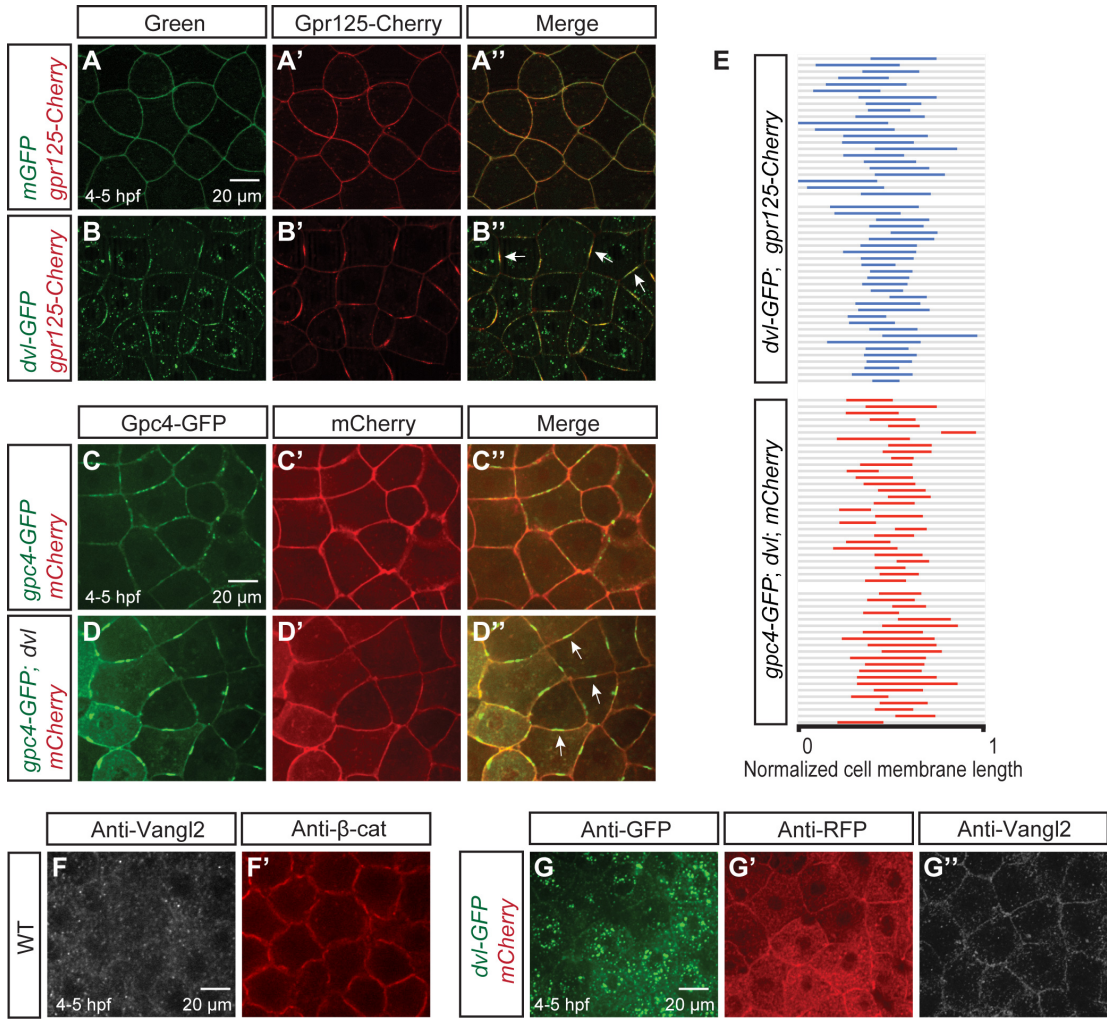 Green Gpr125-Cherry Merge
mGFP
gpr125-Cherry
A A' A''
4-5 hpf 20 µm
dvl-GFP
gpr125-Cherry
B B' B''
Gpc4-GFP mCherry Merge
gpc4-GFP
mCherry
C C' C''
4-5 hpf 20 µm
gpc4-GFP; dvl
mCherry
D D' D''
E
dvl-GFP; gpr125-Cherry
gpc4-GFP; dvl; mCherry
0 1
Normalized cell membrane length
Anti-Vangl2 Anti-β-cat
WT
F F'
4-5 hpf 20 µm
Anti-GFP Anti-RFP Anti-Vangl2
dvl-GFP
mCherry
G G' G''
4-5 hpf 20 µm